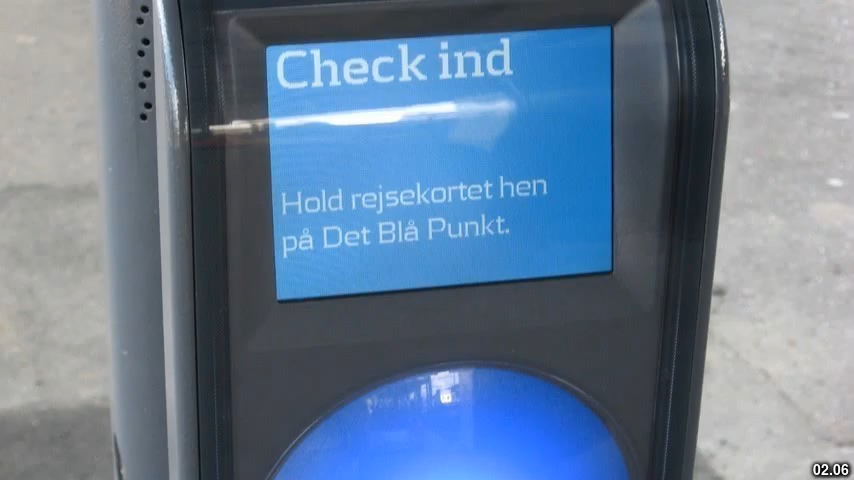 Check ind
Hold rejsekortet hen
på Det Blå Punkt.
02.06